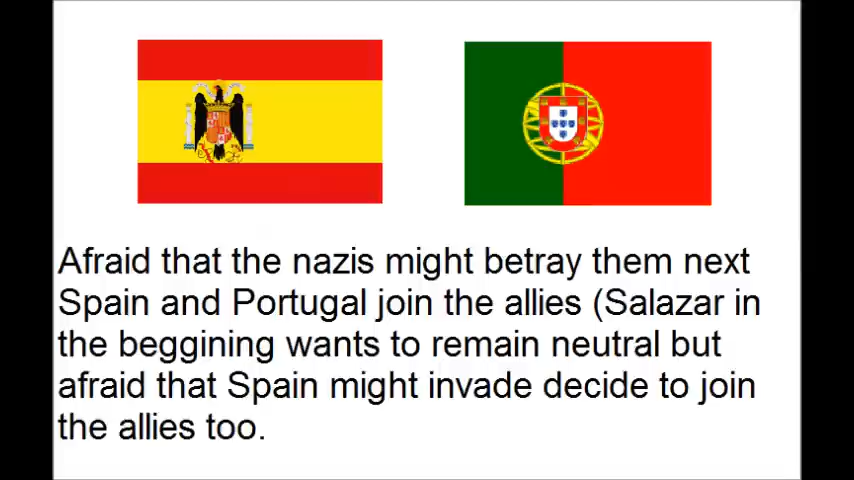 Afraid that the nazis might betray them next
Spain and Portugal join the allies (Salazar in
the beggining wants to remain neutral but
afraid that Spain might invade decide to join
the allies too.